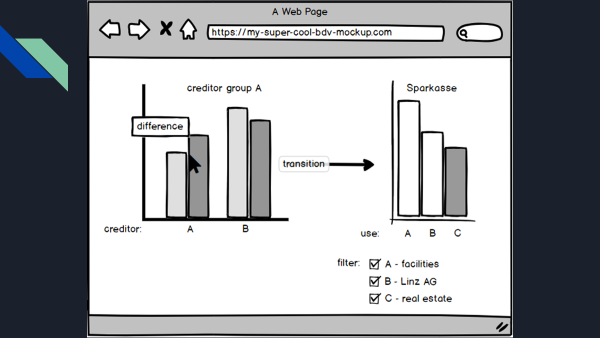 A Web Page
https://my-super-cool-bdv-mockup.com
creditor group A
Sparkasse
difference
transition
creditor:
A
B
use:
A
B
C
filter:
A - facilities
B - Linz AG
C - real estate